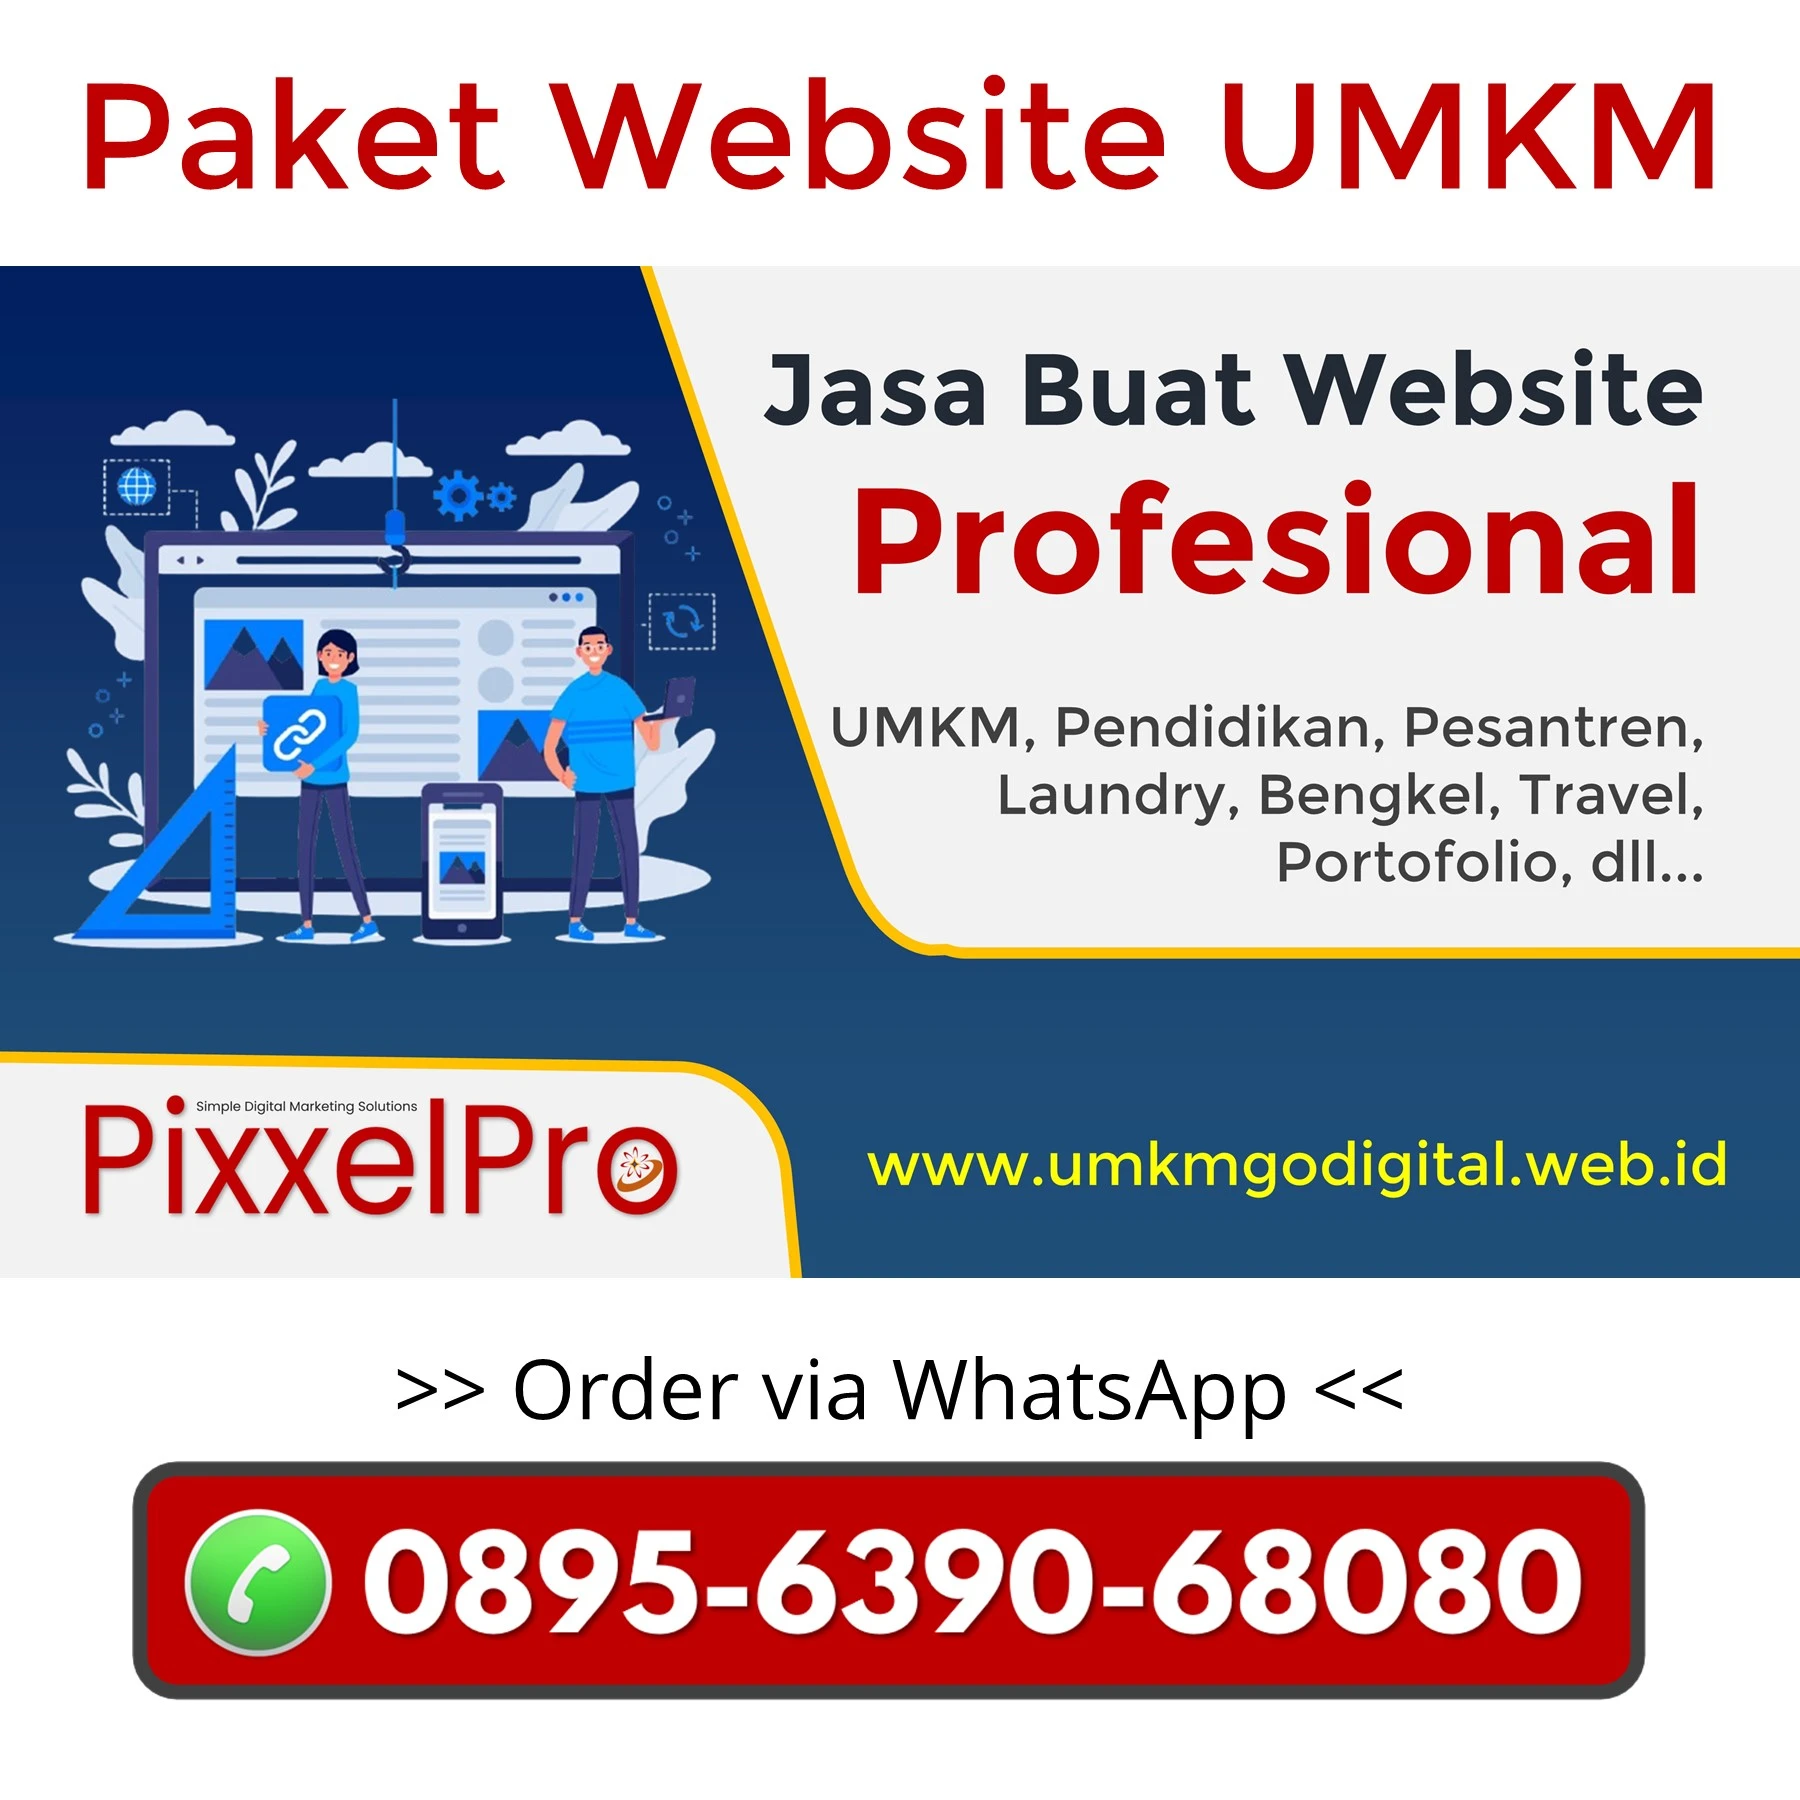 Paket Website UMKM
Jasa Buat Website
Profesional
UMKM, Pendidikan, Pesantren,
Laundry, Bengkel, Travel,
Portofolio, dll...
Simple Digital Marketing Solutions
PixxelPro
www.umkmgodigital.web.id
>> Order via WhatsApp <<
0895-6390-68080